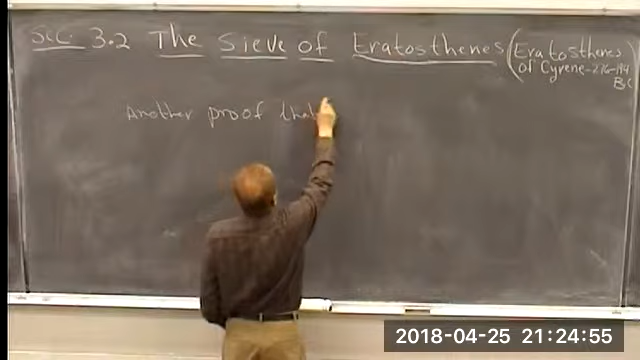 Sec 3.2 The Sieve of Eratosthenes (Eratosthenes
of Cyrene-276-194
BC
Another proof that
2018-04-25 21:24:55